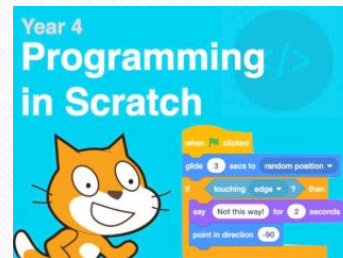 Year 4
Programming
in Scratch
</>
when clicked
glide 3 secs to random position
if touching edge ? then
say Not this way! for 2 seconds
point in direction -90